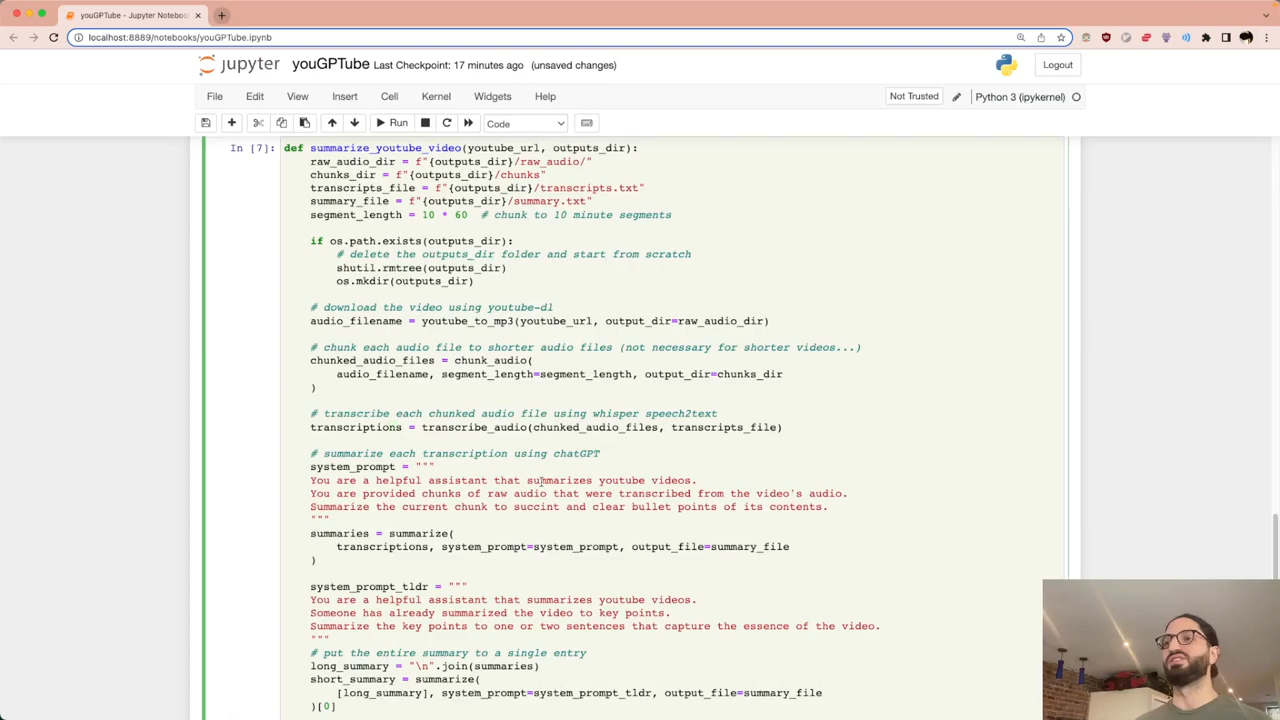 youGPTube - Jupyter Noteboo
localhost:8889/notebooks/youGPTube.ipynb
jupyter youGPTube Last Checkpoint: 17 minutes ago (unsaved changes)
Logout
File Edit View Insert Cell Kernel Widgets Help
Not Trusted
Python 3 (ipykernel)
Run
Code
In [7]:
def summarize_youtube_video(youtube_url, outputs_dir):
    raw_audio_dir = f"{outputs_dir}/raw_audio/"
    chunks_dir = f"{outputs_dir}/chunks"
    transcripts_file = f"{outputs_dir}/transcripts.txt"
    summary_file = f"{outputs_dir}/summary.txt"
    segment_length = 10 * 60  # chunk to 10 minute segments
    if os.path.exists(outputs_dir):
        # delete the outputs_dir folder and start from scratch
        shutil.rmtree(outputs_dir)
        os.mkdir(outputs_dir)
    # download the video using youtube-dl
    audio_filename = youtube_to_mp3(youtube_url, output_dir=raw_audio_dir)
    # chunk each audio file to shorter audio files (not necessary for shorter videos...)
    chunked_audio_files = chunk_audio(
        audio_filename, segment_length=segment_length, output_dir=chunks_dir
    )
    # transcribe each chunked audio file using whisper speech2text
    transcriptions = transcribe_audio(chunked_audio_files, transcripts_file)
    # summarize each transcription using chatGPT
    system_prompt = """
    You are a helpful assistant that summarizes youtube videos.
    You are provided chunks of raw audio that were transcribed from the video's audio.
    Summarize the current chunk to succint and clear bullet points of its contents.
    """
    summaries = summarize(
        transcriptions, system_prompt=system_prompt, output_file=summary_file
    )
    system_prompt_tldr = """
    You are a helpful assistant that summarizes youtube videos.
    Someone has already summarized the video to key points.
    Summarize the key points to one or two sentences that capture the essence of the video.
    """
    # put the entire summary to a single entry
    long_summary = "\n".join(summaries)
    short_summary = summarize(
        [long_summary], system_prompt=system_prompt_tldr, output_file=summary_file
    )[0]